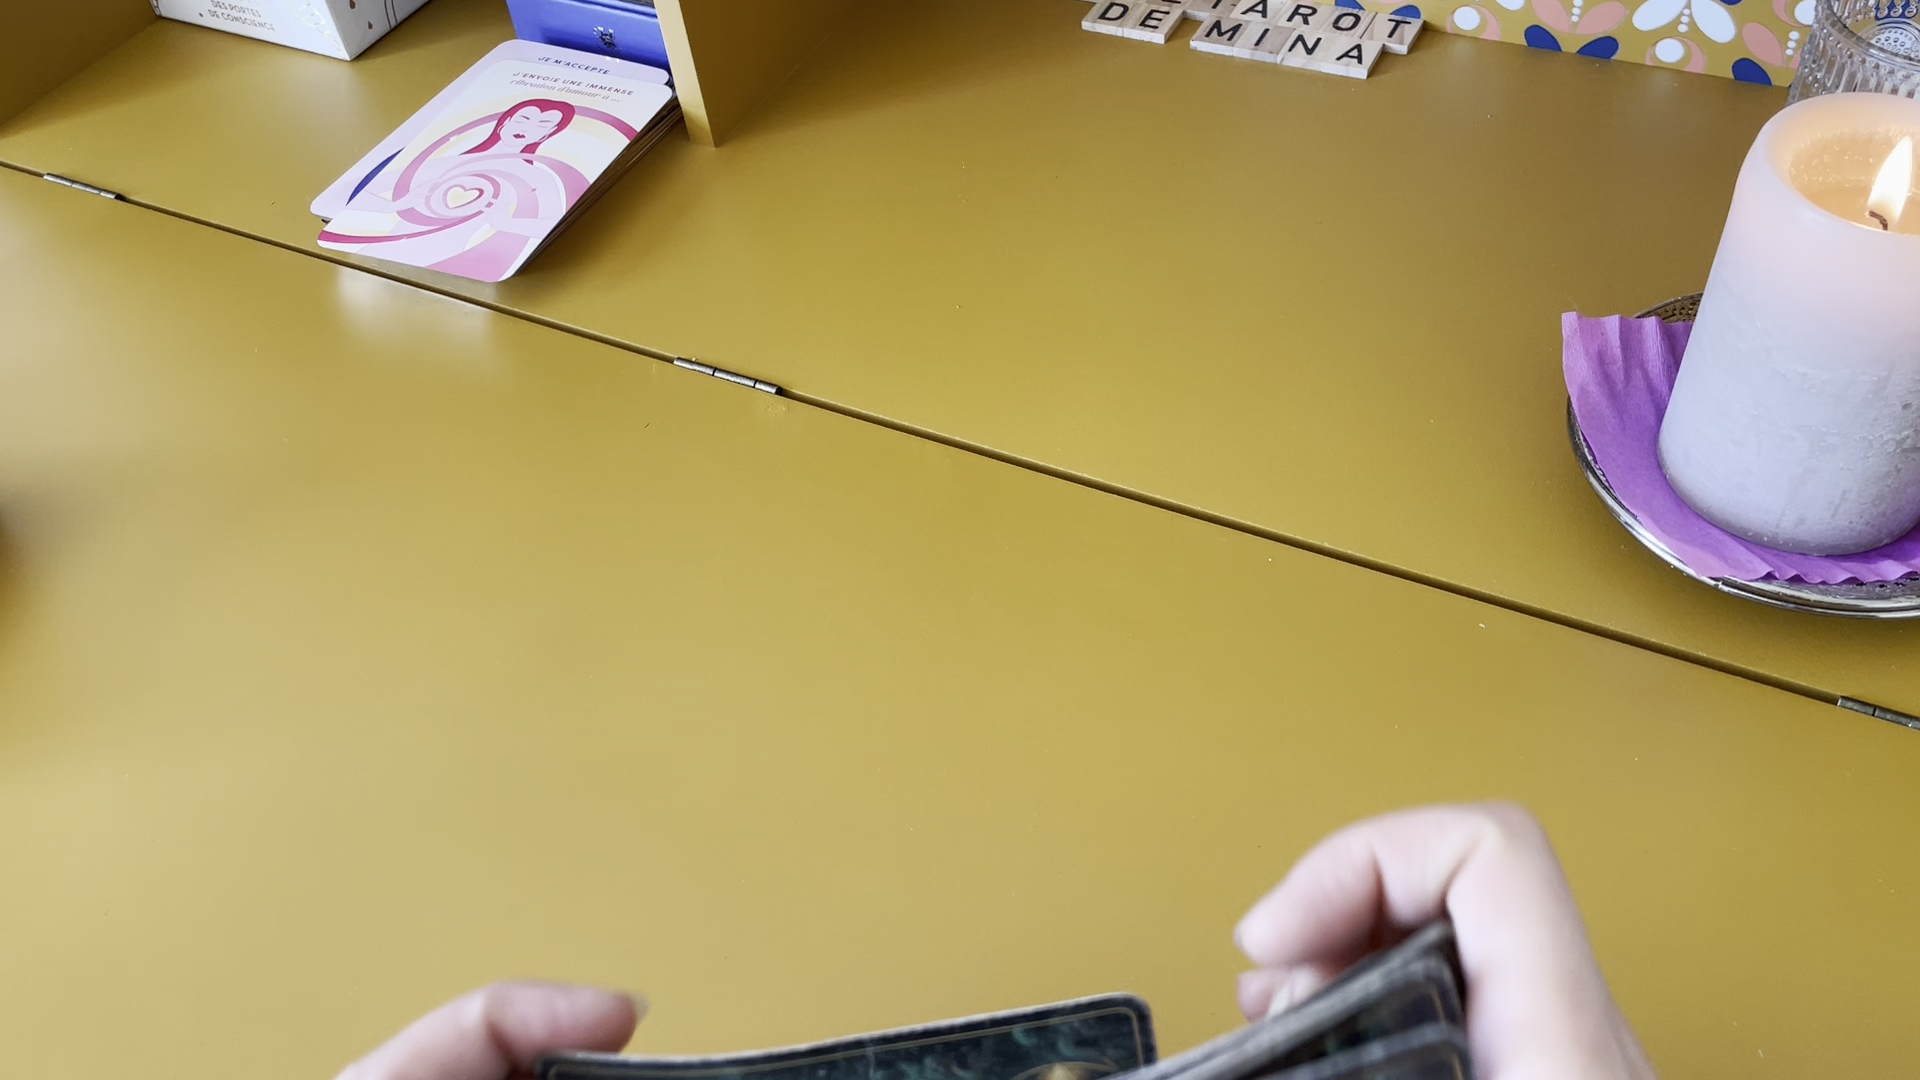 DES PORTES
DE CONSCIENCE
JE M'ACCEPTE
J'ENVOIE UNE IMMENSE
vibration d'amour à ...
TAROT
DE MINA